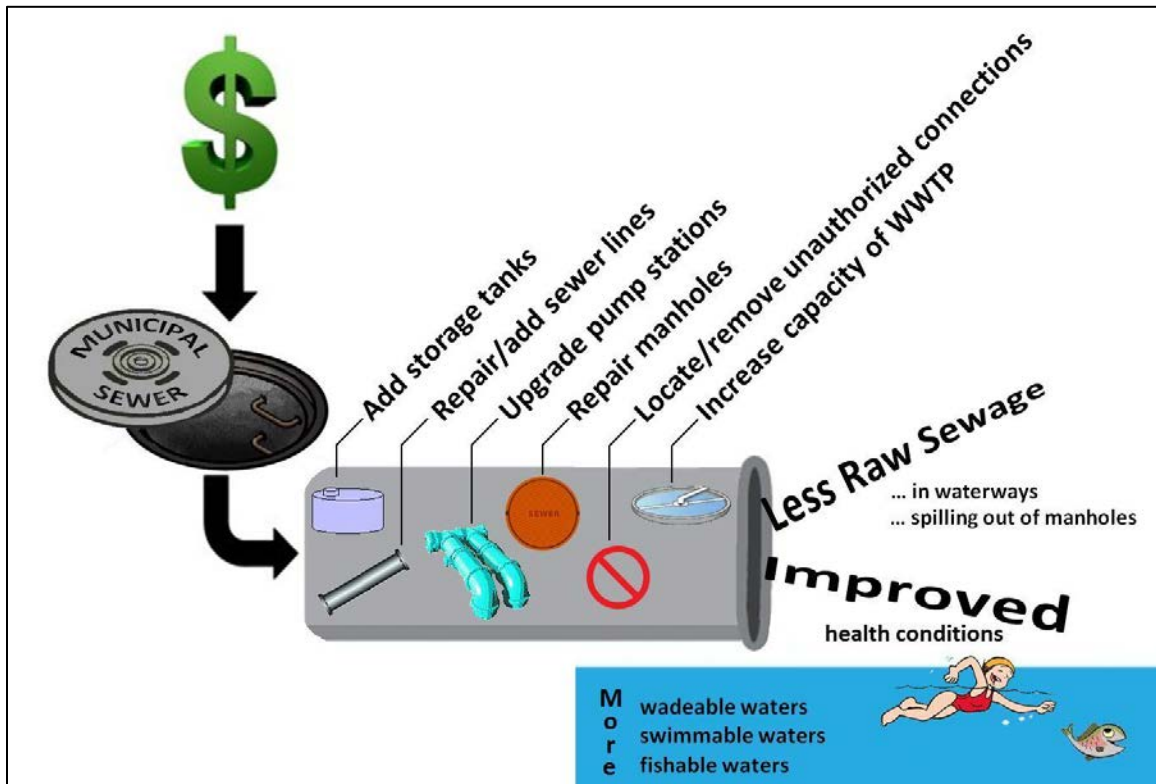 $
MUNICIPAL
SEWER
Add storage tanks
Repair/add sewer lines
Upgrade pump stations
Repair manholes
Locate/remove unauthorized connections
Increase capacity of WWTP
SEWER
Less Raw Sewage
... in waterways
... spilling out of manholes
Improved
health conditions
More
wadeable waters
swimmable waters
fishable waters